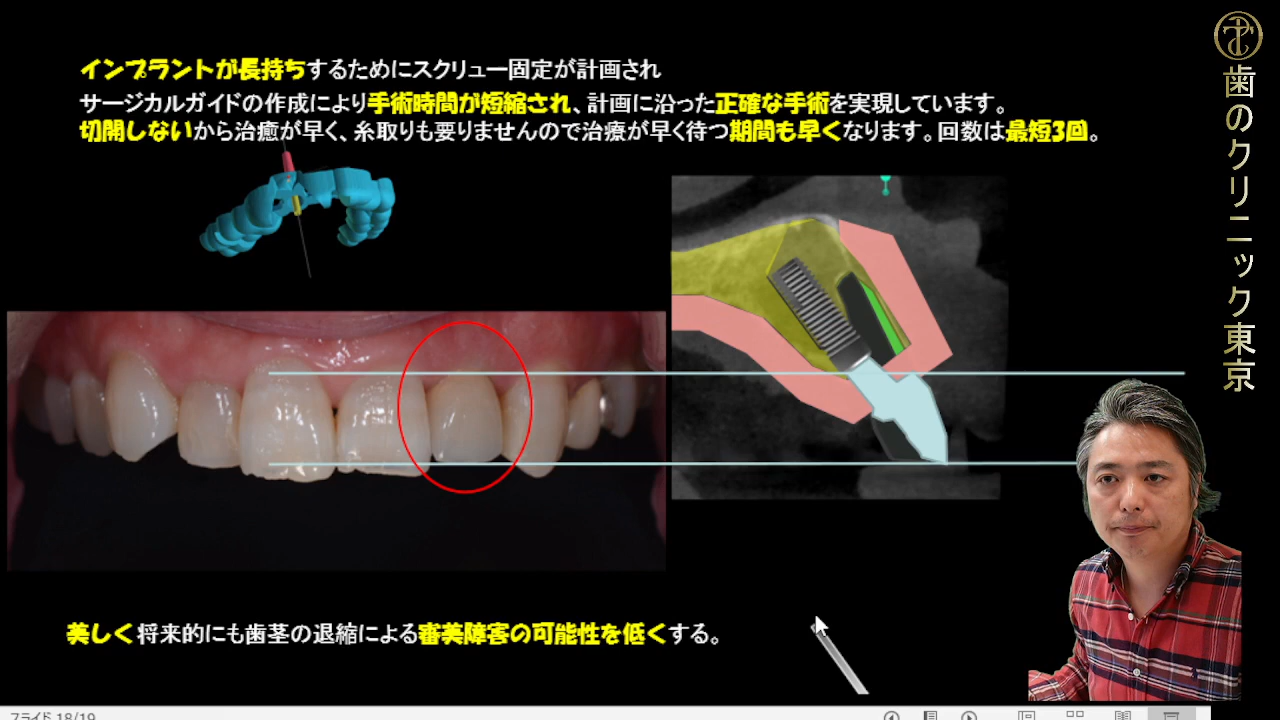 インプラントが長持ちするためにスクリュー固定が計画され
サージカルガイドの作成により手術時間が短縮され、計画に沿った正確な手術を実現しています。
切開しないから治癒が早く、糸取りも要りませんので治療が早く待つ期間も早くなります。回数は最短3回。
歯のクリニック東京
美しく将来的にも歯茎の退縮による審美障害の可能性を低くする。
スライド 18/19